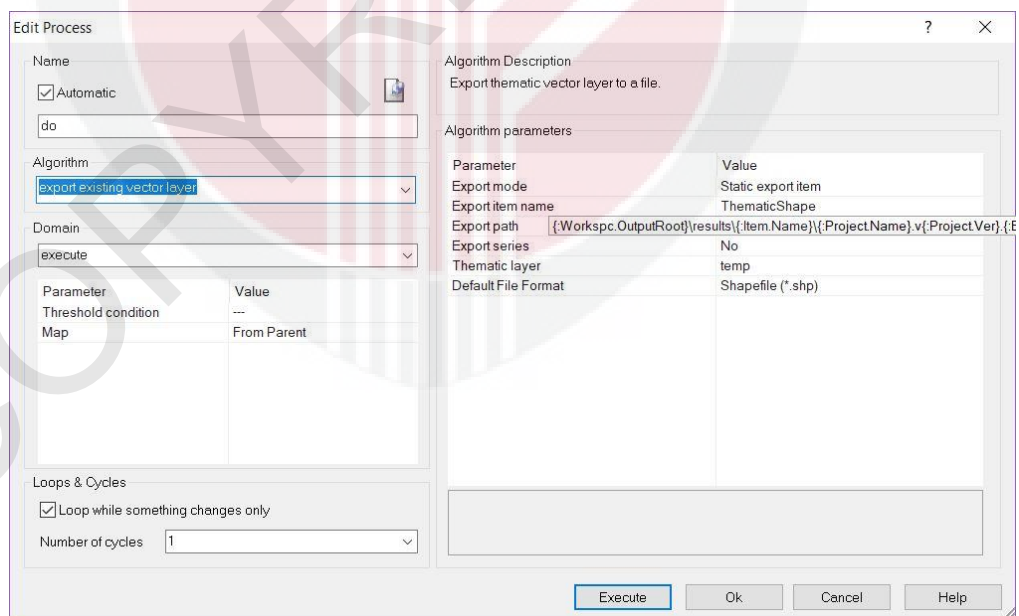 Edit Process
?
Name
Automatic
do
Algorithm
export existing vector layer
Domain
execute
Parameter Value
Threshold condition ---
Map From Parent
Loops & Cycles
Loop while something changes only
Number of cycles 1
Algorithm Description
Export thematic vector layer to a file.
Algorithm parameters
Parameter Value
Export mode Static export item
Export item name ThematicShape
Export path {:Workspc.OutputRoot}\results\{:Item.Name}\{:Project.Name}.v{:Project.Ver}.{:E
Export series No
Thematic layer temp
Default File Format Shapefile (*.shp)
Execute Ok Cancel Help